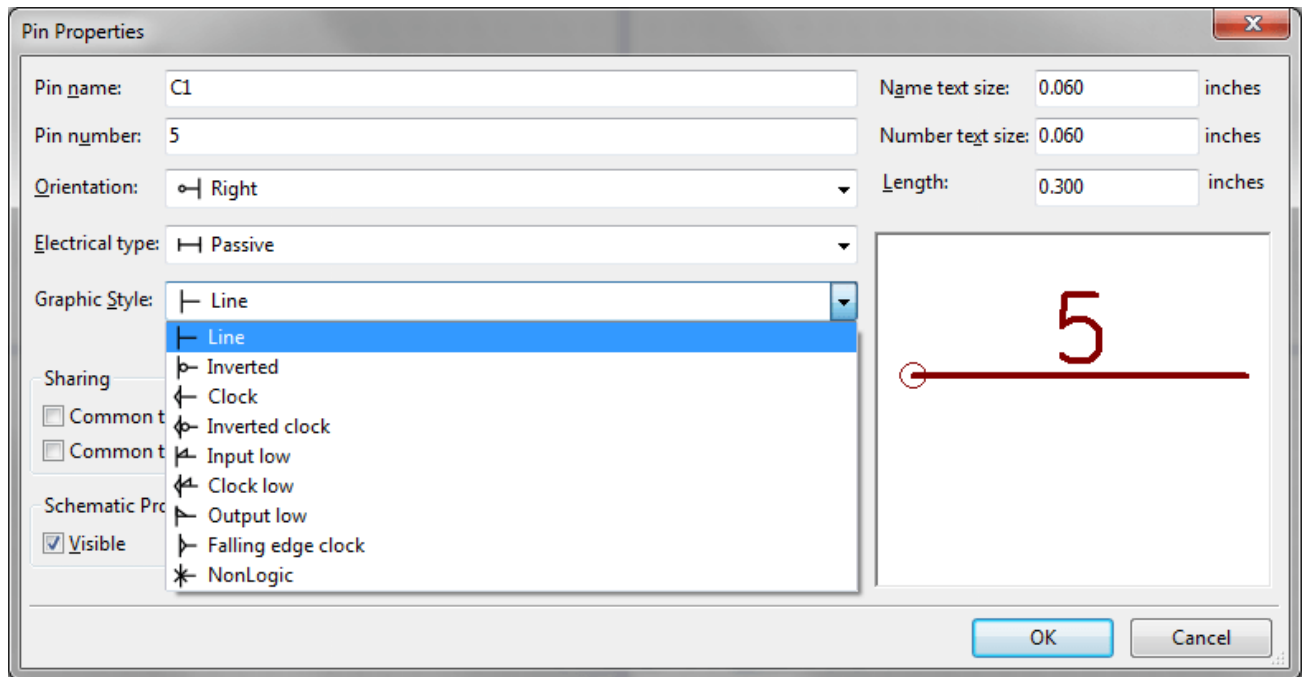 Pin Properties
Pin name: C1
Pin number: 5
Orientation: Right
Electrical type: Passive
Graphic Style: Line
Line
Inverted
Clock
Inverted clock
Input low
Clock low
Output low
Falling edge clock
NonLogic
Sharing
Common t
Common t
Schematic Pro
Visible
Name text size: 0.060 inches
Number text size: 0.060 inches
Length: 0.300 inches
5
OK Cancel